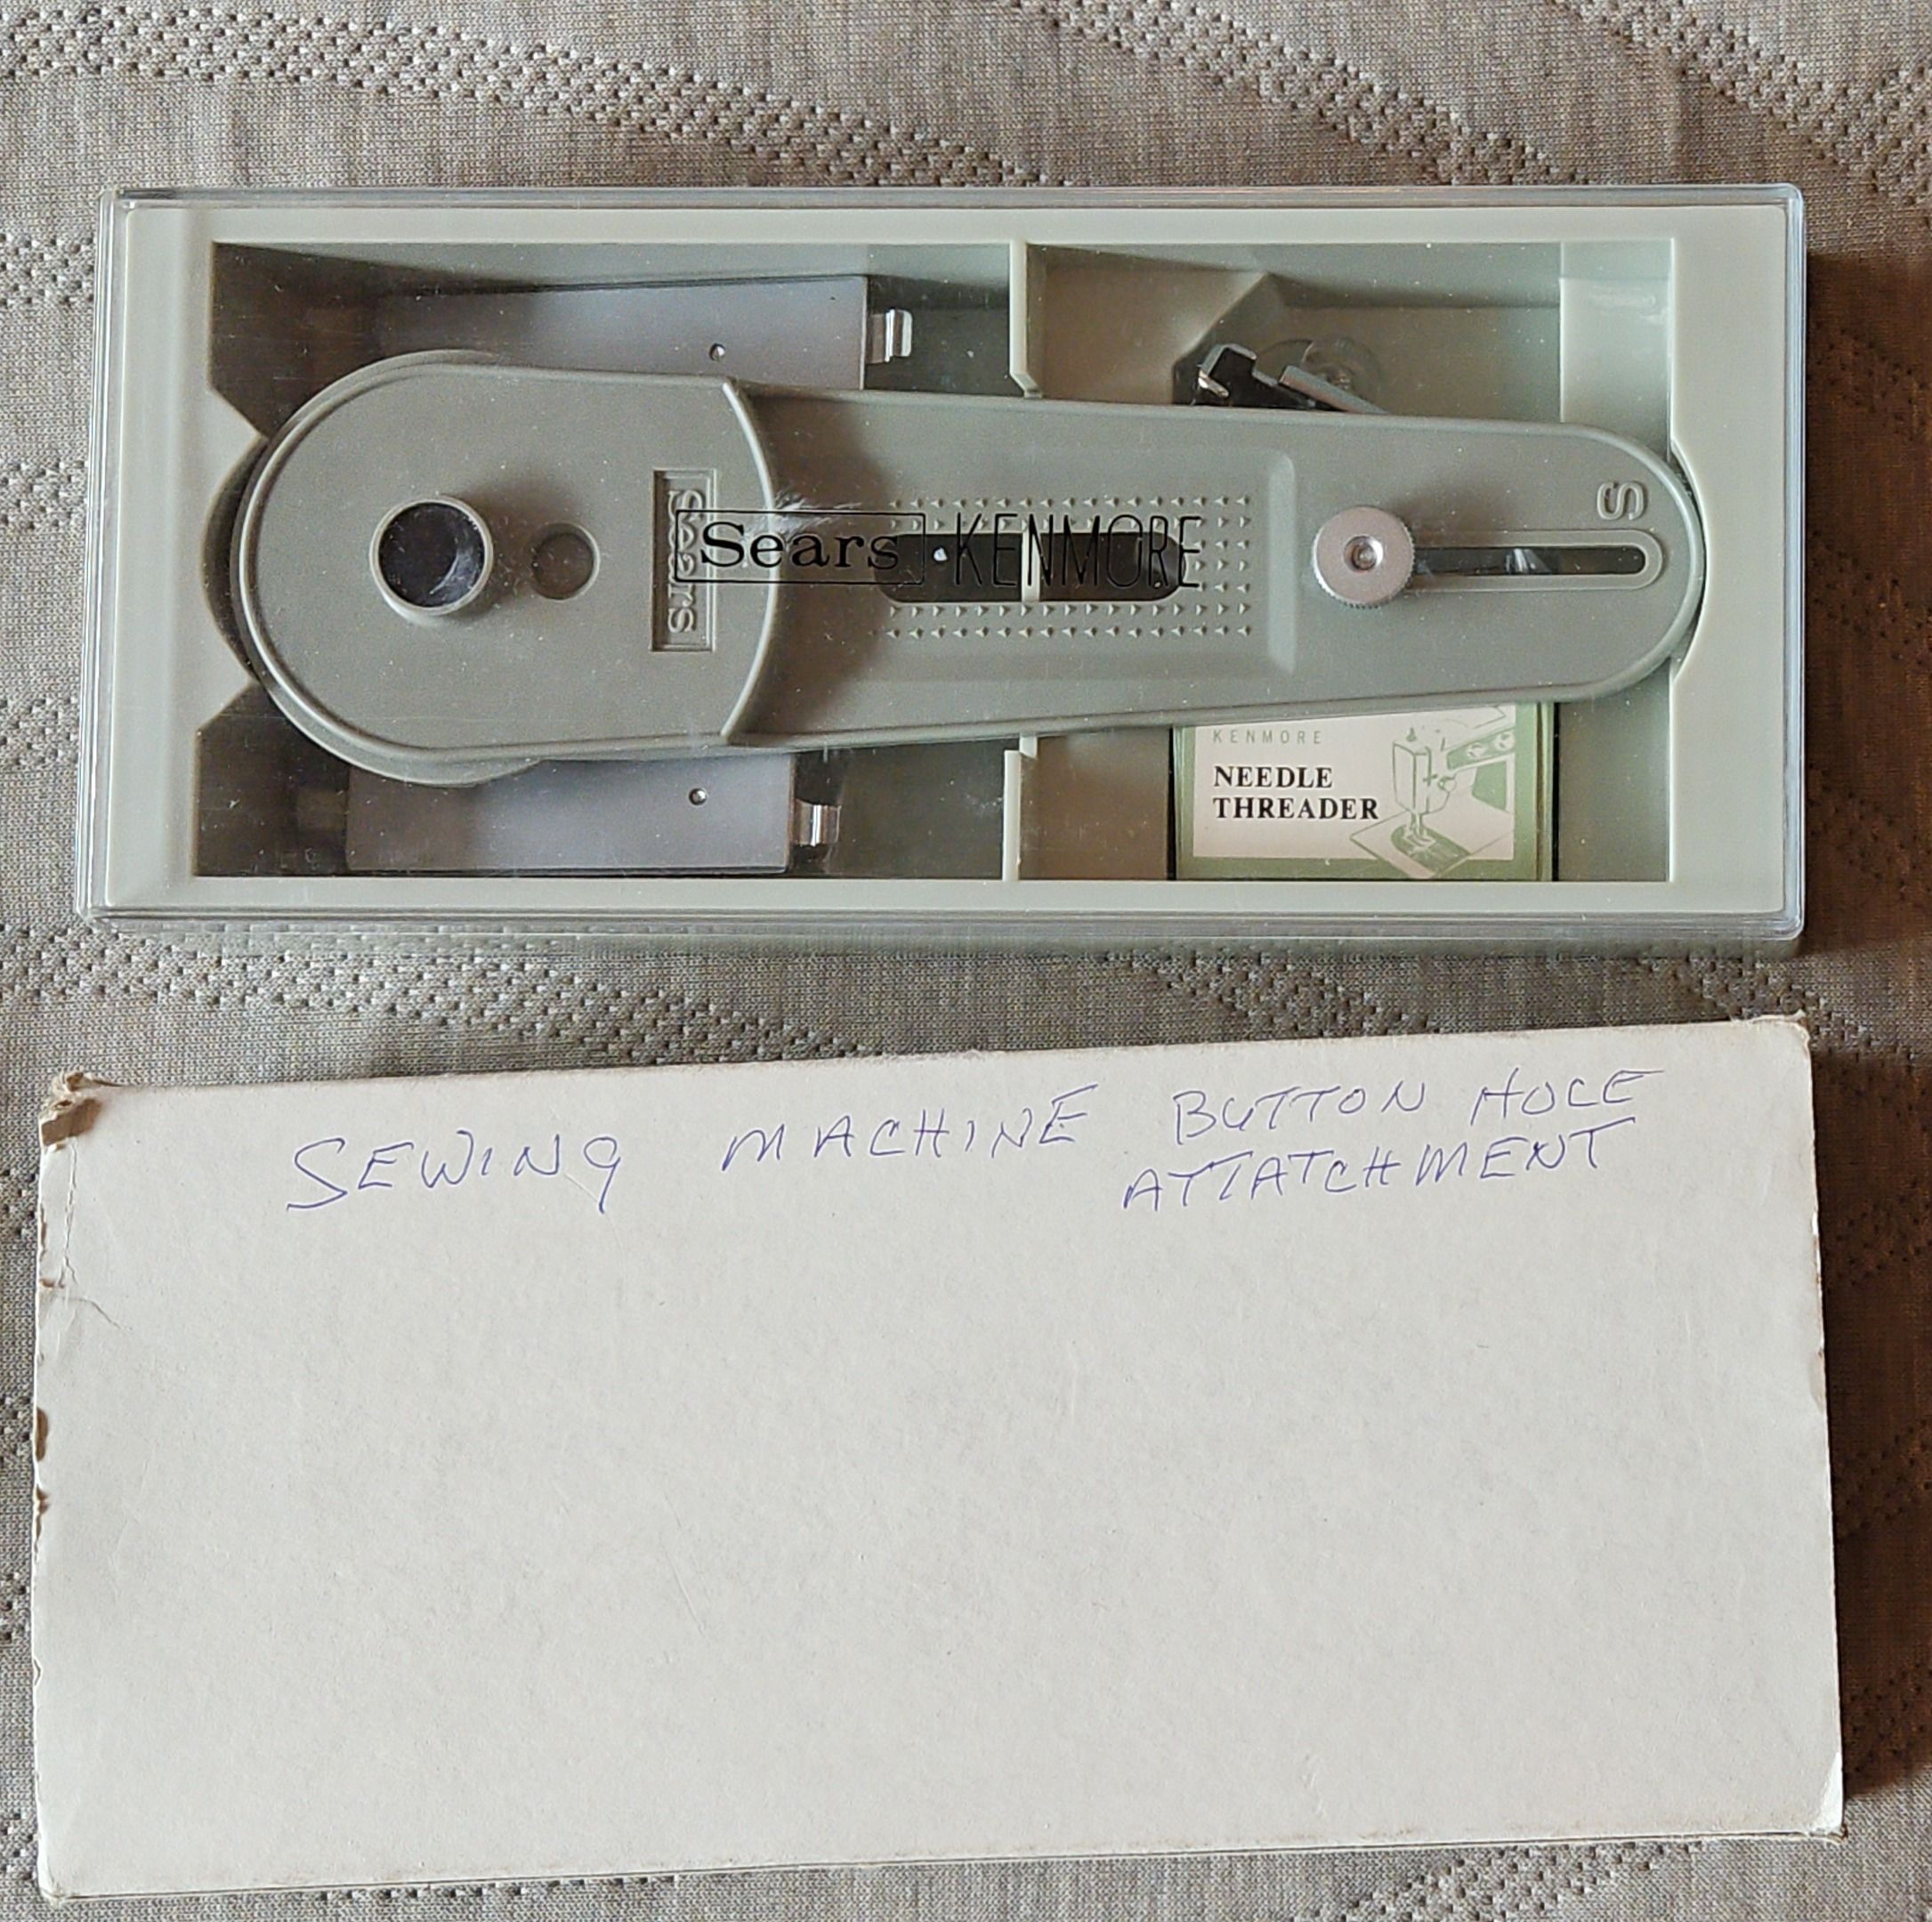 Sears
Sears KENMORE
S
KENMORE
NEEDLE
THREADER
SEWING MACHINE BUTTON HOLE
ATTATCHMENT